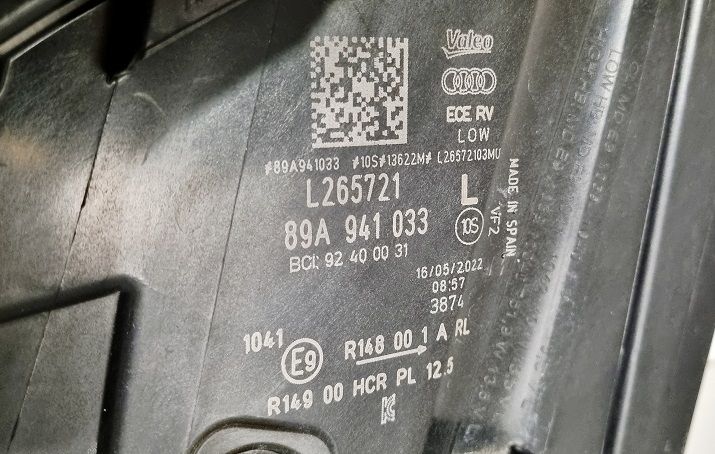 Valeo
ECE RV
LOW
#89A941033 #10S#13622M# L26572103MU
L265721
L
89A 941 033
10S
VF2
MADE IN SPAIN
BCI: 92 40 00 31
16/05/2022
08:57
3874
1041
E9
R148 00 1 A RL
R149 00 HCR PL 12.5